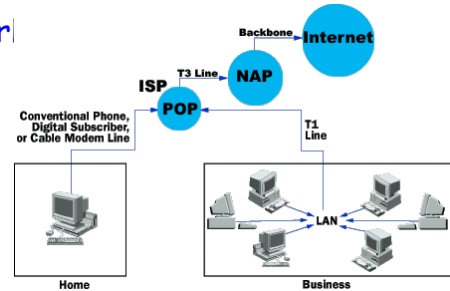 r
Backbone
Internet
T3 Line
NAP
ISP
POP
Conventional Phone,
Digital Subscriber,
or Cable Modem Line
T1
Line
LAN
Home
Business